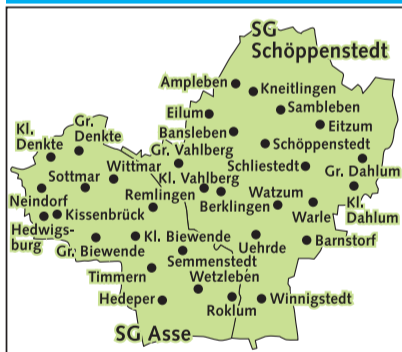 SG
Schöppenstedt
Ampleben
Kneitlingen
Sambleben
Eilum
Eitzum
Bansleben
Kl.
Denkte
Gr.
Denkte
Gr. Vahlberg
Schöppenstedt
Wittmar
Schliestedt
Sottmar
Kl. Vahlberg
Gr. Dahlum
Remlingen
Watzum
Neindorf
Berklingen
Kl.
Dahlum
Kissenbrück
Warle
Hedwigs-
burg
Kl. Biewende
Uehrde
Barnstorf
Gr. Biewende
Semmenstedt
Timmern
Wetzleben
Hedeper
Winnigstedt
Roklum
SG Asse